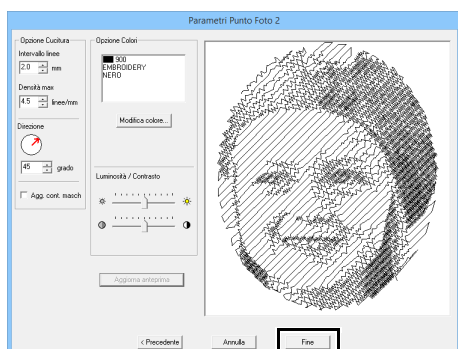 Parametri Punto Foto 2
Opzione Cucitura
Intervallo linee
2.0 mm
Densità max
4.5 linee/mm
Direzione
45 grado
Agg. cont. masch
Opzione Colori
900
EMBROIDERY
NERO
Modifica colore...
Luminosità / Contrasto
Aggiorna anteprima
< Precedente
Annulla
Fine